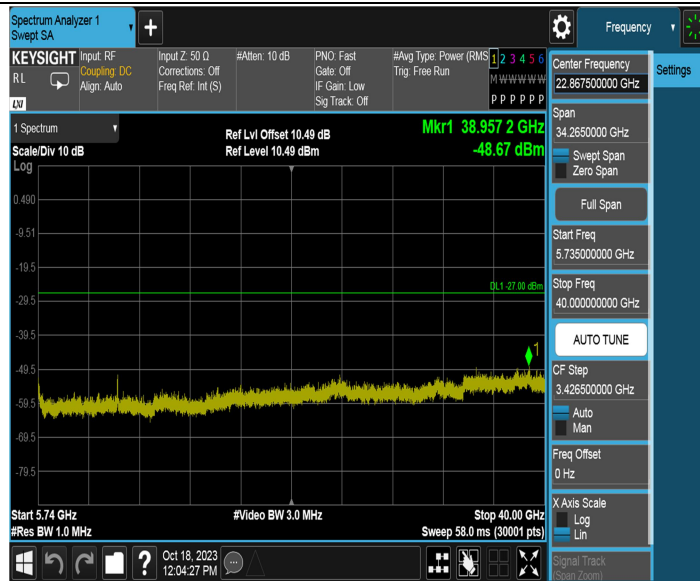 Spectrum Analyzer 1
Swept SA
+
Frequency
KEYSIGHT
RL
LXI
Input: RF
Coupling: DC
Align: Auto
Input Z: 50 Ω
Corrections: Off
Freq Ref: Int (S)
#Atten: 10 dB
PNO: Fast
Gate: Off
IF Gain: Low
Sig Track: Off
#Avg Type: Power (RMS
Trig: Free Run
1 2 3 4 5 6
M W W W W W
P P P P P P
1 Spectrum
Scale/Div 10 dB
Log
Ref Lvl Offset 10.49 dB
Ref Level 10.49 dBm
Mkr1 38.957 2 GHz
-48.67 dBm
0.490
-9.51
-19.5
-29.5
-39.5
-49.5
-59.5
-69.5
-79.5
DL1 -27.00 dBm
1
Start 5.74 GHz
#Res BW 1.0 MHz
#Video BW 3.0 MHz
Stop 40.00 GHz
Sweep 58.0 ms (30001 pts)
?
Oct 18, 2023
12:04:27 PM
Center Frequency
22.867500000 GHz
Span
34.2650000 GHz
Swept Span
Zero Span
Full Span
Start Freq
5.735000000 GHz
Stop Freq
40.000000000 GHz
AUTO TUNE
CF Step
3.426500000 GHz
Auto
Man
Freq Offset
0 Hz
X Axis Scale
Log
Lin
Signal Track
(Span Zoom)
Settings